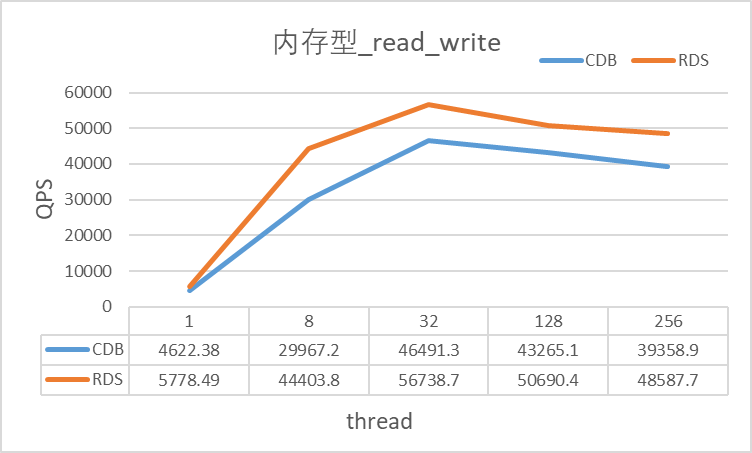 内存型_read_write
CDB RDS
60000
50000
40000
30000
20000
10000
0
QPS
1 8 32 128 256
CDB 4622.38 29967.2 46491.3 43265.1 39358.9
RDS 5778.49 44403.8 56738.7 50690.4 48587.7
thread